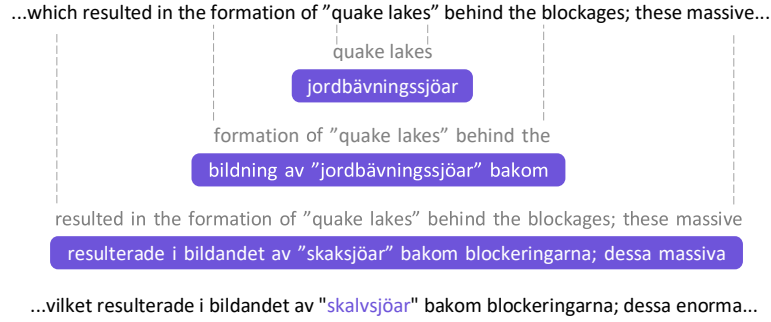 ...which resulted in the formation of ”quake lakes” behind the blockages; these massive...
quake lakes
jordbävningssjöar
formation of ”quake lakes” behind the
bildning av ”jordbävningssjöar” bakom
resulted in the formation of ”quake lakes” behind the blockages; these massive
resulterade i bildandet av ”skaksjöar” bakom blockeringarna; dessa massiva
...vilket resulterade i bildandet av "skalvsjöar" bakom blockeringarna; dessa enorma...